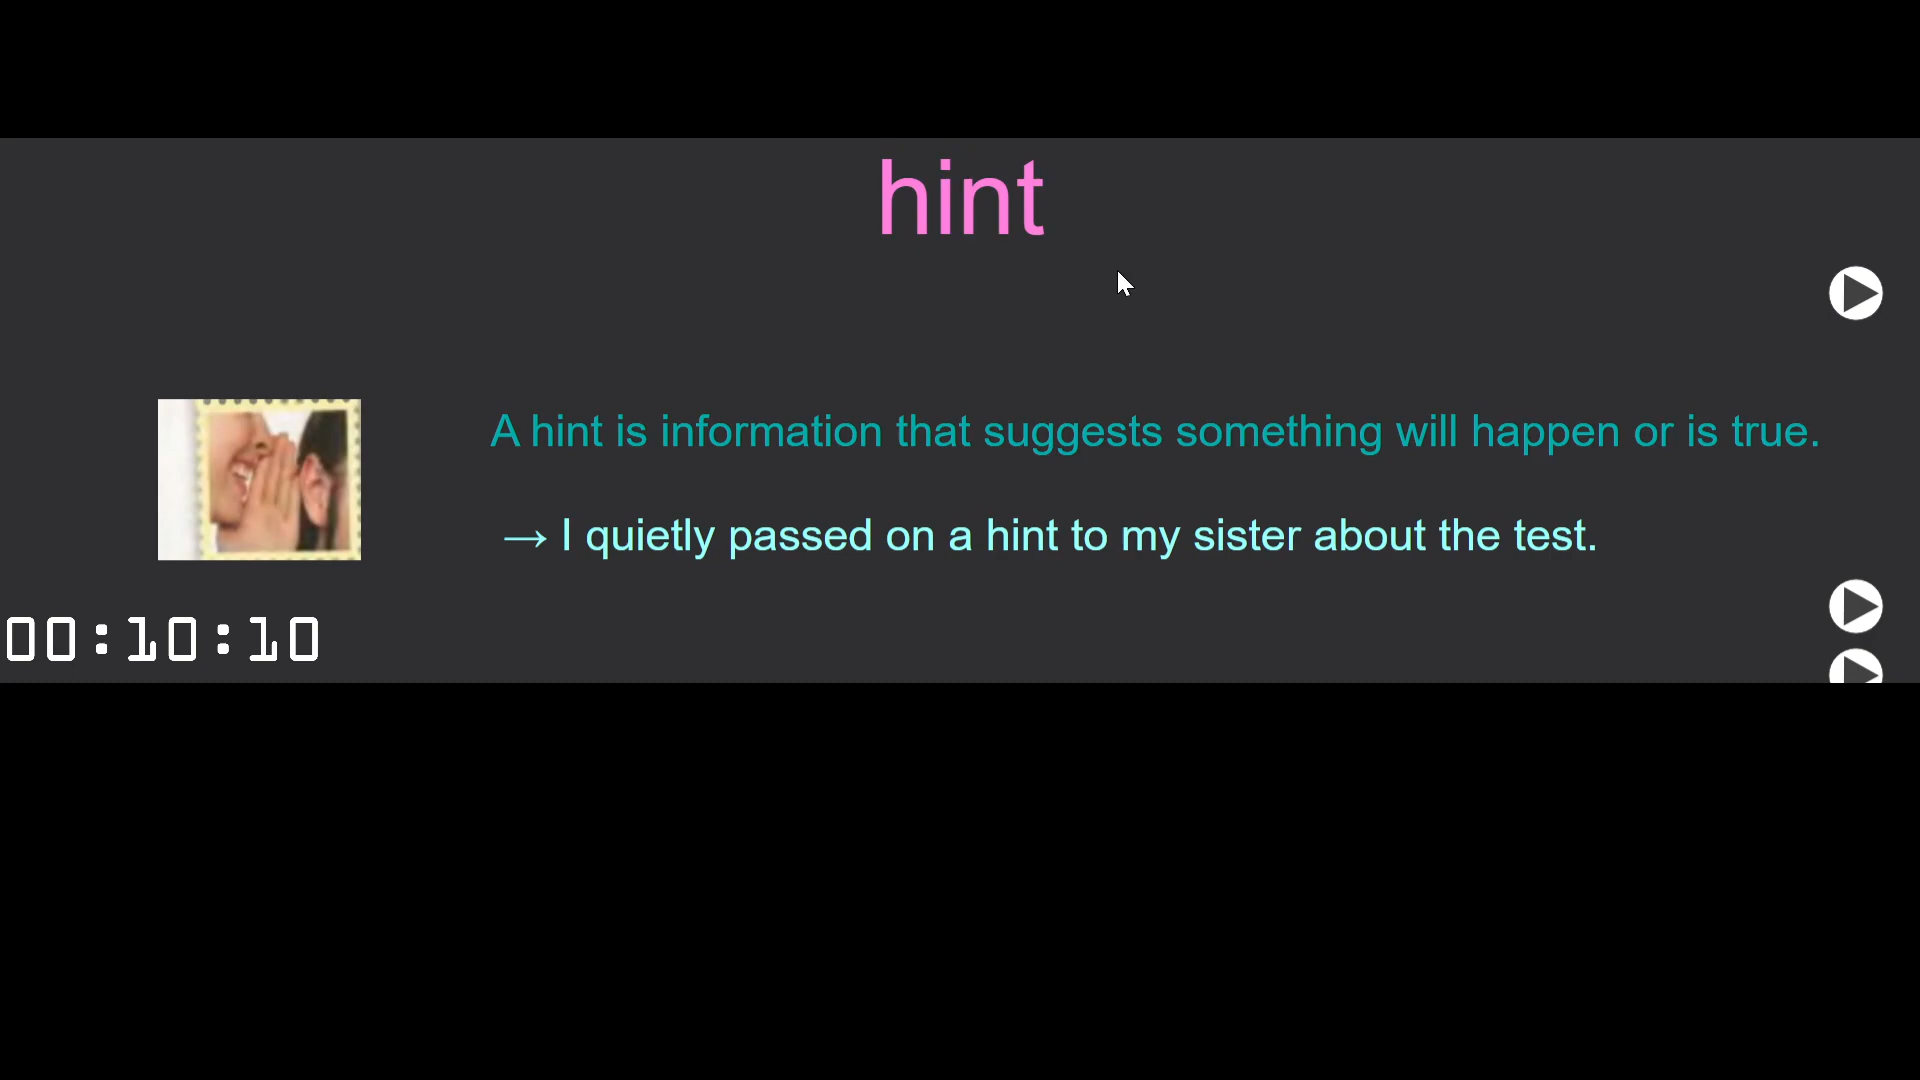 hint
A hint is information that suggests something will happen or is true.
→ I quietly passed on a hint to my sister about the test.
00:10:10